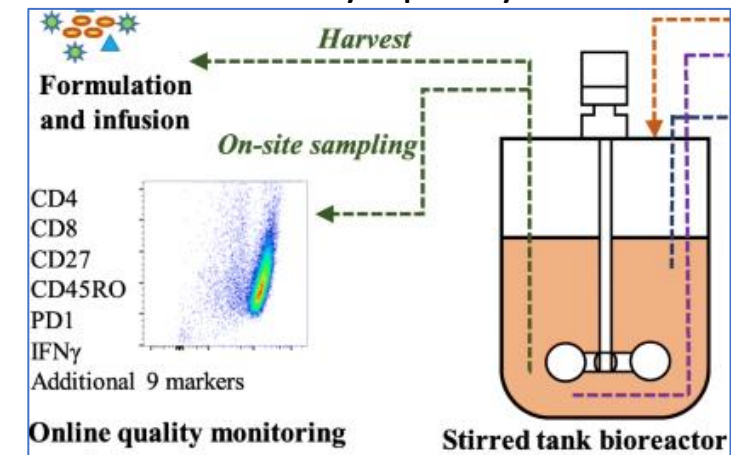 Harvest
Formulation
and infusion
On-site sampling
CD4
CD8
CD27
CD45RO
PD1
IFNγ
Additional 9 markers
Online quality monitoring
Stirred tank bioreactor